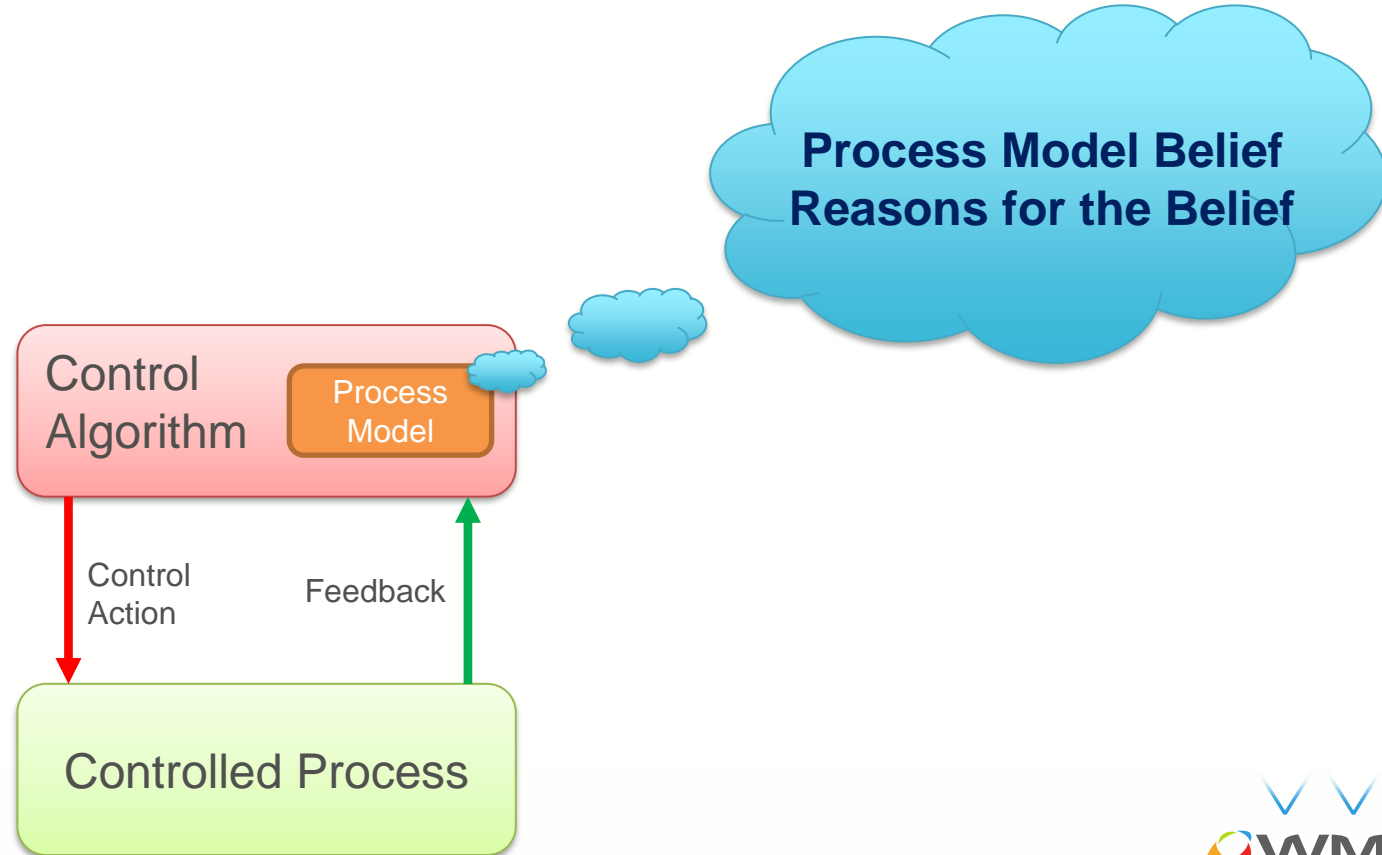 Process Model Belief
Reasons for the Belief
Control
Algorithm
Process
Model
Control
Action
Feedback
Controlled Process